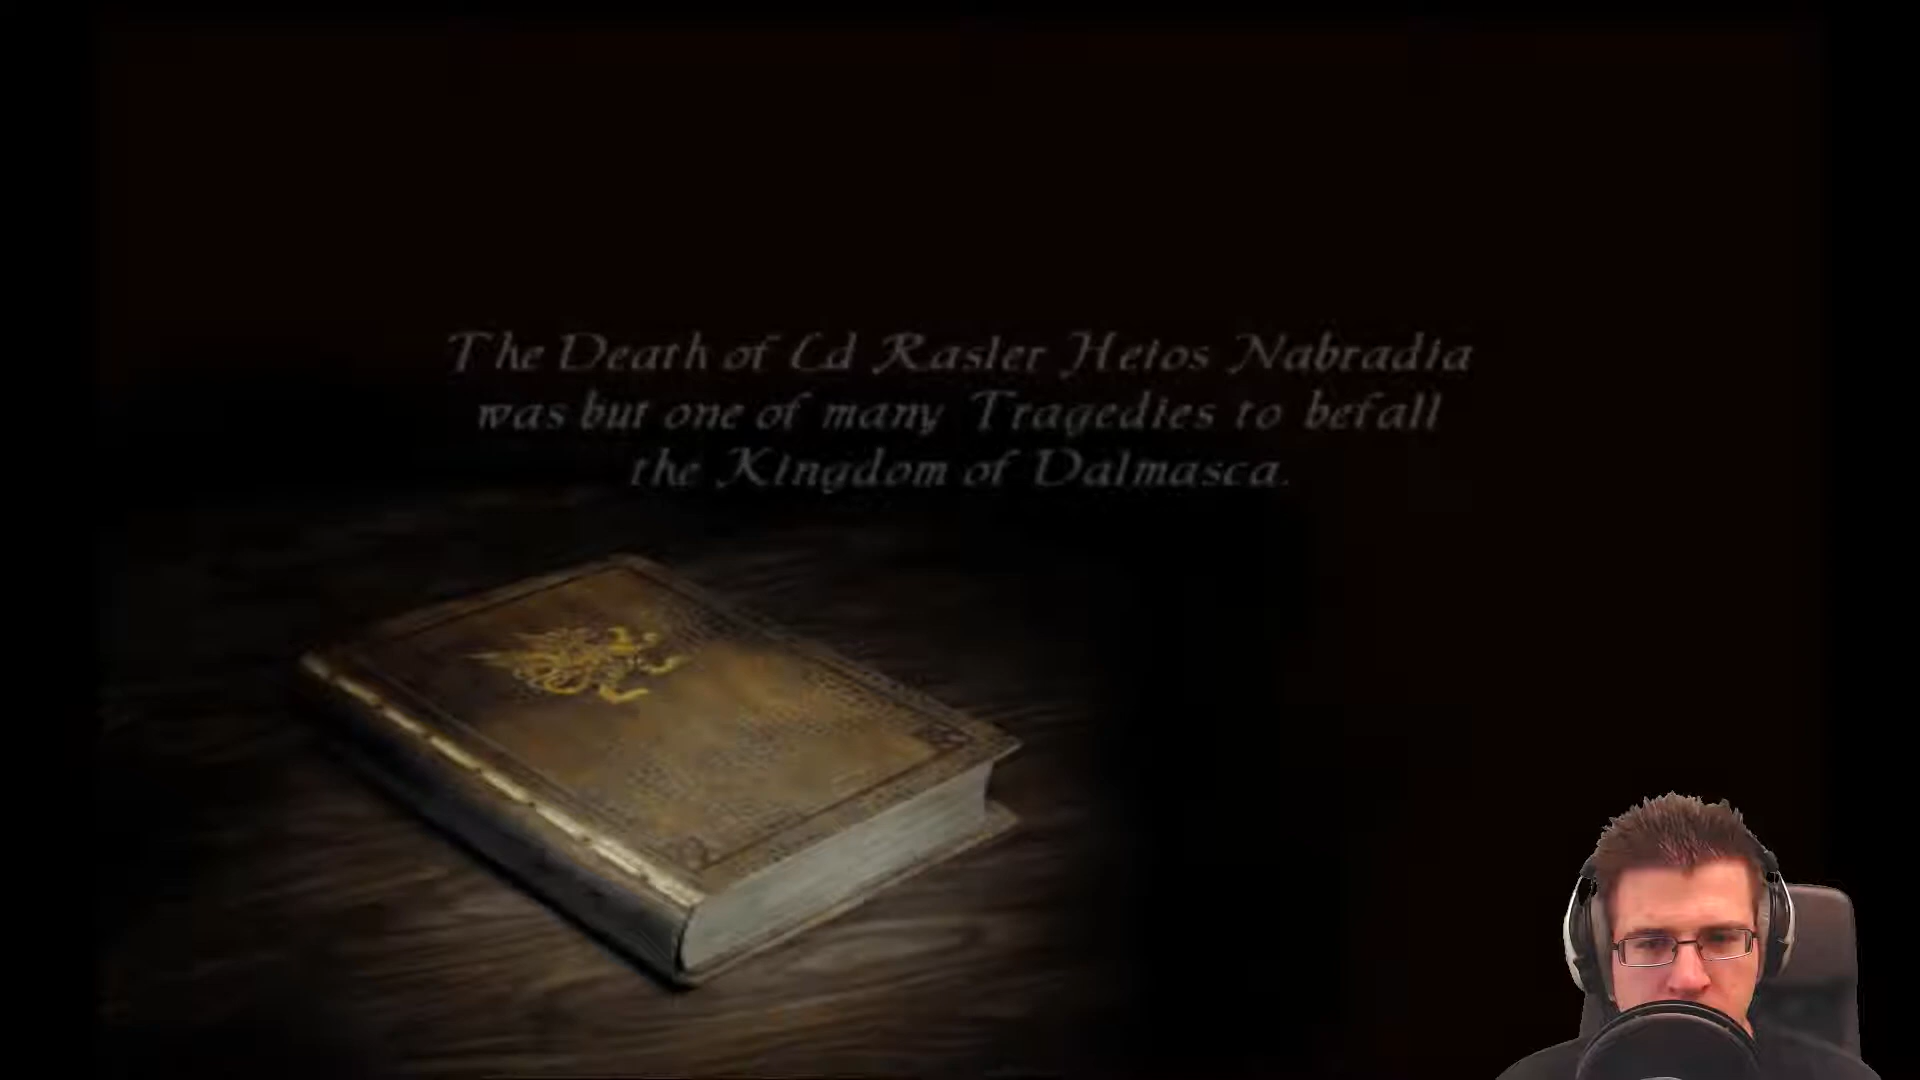 The Death of Ld Rasler Heios Nabradia
was but one of many Tragedies to befall
the Kingdom of Dalmasca.